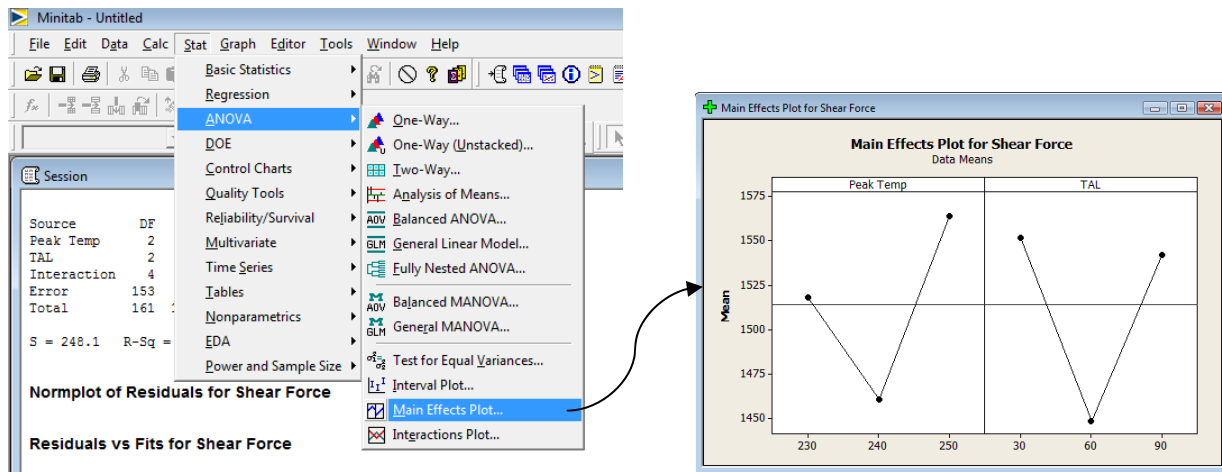 Minitab - Untitled
File Edit Data Calc Stat Graph Editor Tools Window Help
Basic Statistics
Regression
ANOVA
DOE
Control Charts
Quality Tools
Reliability/Survival
Multivariate
Time Series
Tables
Nonparametrics
EDA
Power and Sample Size
One-Way...
One-Way (Unstacked)...
Two-Way...
Analysis of Means...
AOV Balanced ANOVA...
GLM General Linear Model...
Fully Nested ANOVA...
M AOV Balanced MANOVA...
M GLM General MANOVA...
Test for Equal Variances...
Interval Plot...
Main Effects Plot...
Interactions Plot...
Session
Source DF
Peak Temp 2
TAL 2
Interaction 4
Error 153
Total 161 1
S = 248.1 R-Sq =
Normplot of Residuals for Shear Force
Residuals vs Fits for Shear Force
Main Effects Plot for Shear Force
Main Effects Plot for Shear Force
Data Means
Peak Temp TAL
Mean
1575
1550
1525
1500
1475
1450
230 240 250 30 60 90